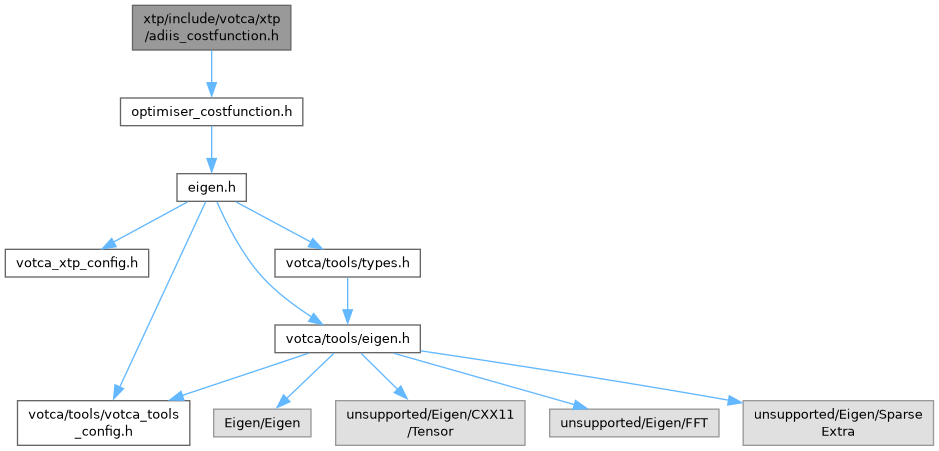 xtp/include/votca/xtp
/adiis_costfunction.h
optimiser_costfunction.h
eigen.h
votca_xtp_config.h
votca/tools/types.h
votca/tools/eigen.h
votca/tools/votca_tools
_config.h
Eigen/Eigen
unsupported/Eigen/CXX11
/Tensor
unsupported/Eigen/FFT
unsupported/Eigen/Sparse
Extra